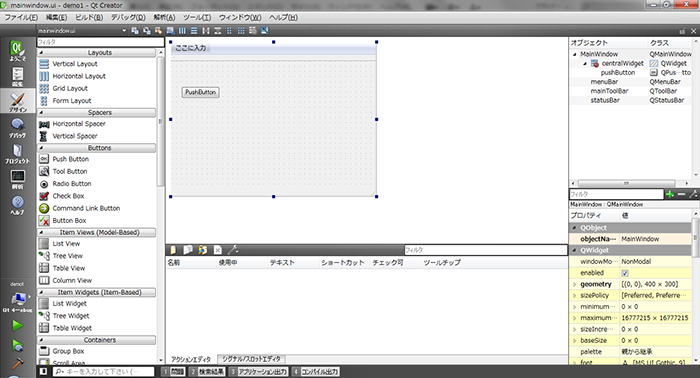 mainwindow.ui - demo1 - Qt Creator
ファイル(F) 編集(E) ビルド(B) デバッグ(D) 解析(A) ツール(T) ウィンドウ(W) ヘルプ(H)
mainwindow.ui
ようこそ
編集
デザイン
デバッグ
プロジェクト
解析
ヘルプ
demo1
フィルタ
Layouts
Vertical Layout
Horizontal Layout
Grid Layout
Form Layout
Spacers
Horizontal Spacer
Vertical Spacer
Buttons
Push Button
Tool Button
Radio Button
Check Box
Command Link Button
Button Box
Item Views (Model-Based)
List View
Tree View
Table View
Column View
Item Widgets (Item-Based)
List Widget
Tree Widget
Table Widget
Containers
Group Box
Scroll Area
ここに入力
PushButton
フィルタ
名前 使用中 テキスト ショートカット チェック可 ツールチップ
アクションエディタ シグナル/スロットエディタ
オブジェクト クラス
MainWindow QMainWindow
centralWidget QWidget
pushButton QPus…tto
menuBar QMenuBar
mainToolBar QToolBar
statusBar QStatusBar
フィルタ
MainWindow : QMainWindow
プロパティ 値
QObject
objectNa... MainWindow
QWidget
windowMo... NonModal
enabled
geometry [(0, 0), 400 × 300]
sizePolicy [Preferred, Preferre...
minimum... 0 × 0
maximum... 16777215 × 16777215
sizeIncre... 0 × 0
baseSize 0 × 0
palette 親から継承
font A [MS UI Gothic, 9]
キーを入力して下さい (...
1 問題 2 検索結果 3 アプリケーション出力 4 コンパイル出力